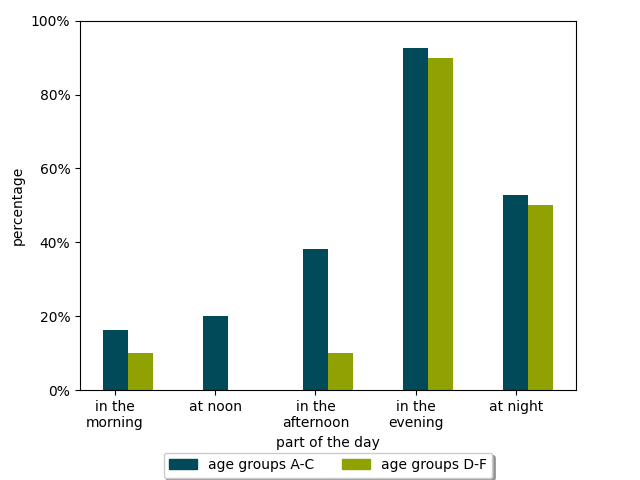 100%
80%
60%
40%
20%
0%
percentage
in the
morning
at noon
in the
afternoon
in the
evening
at night
part of the day
age groups A-C
age groups D-F